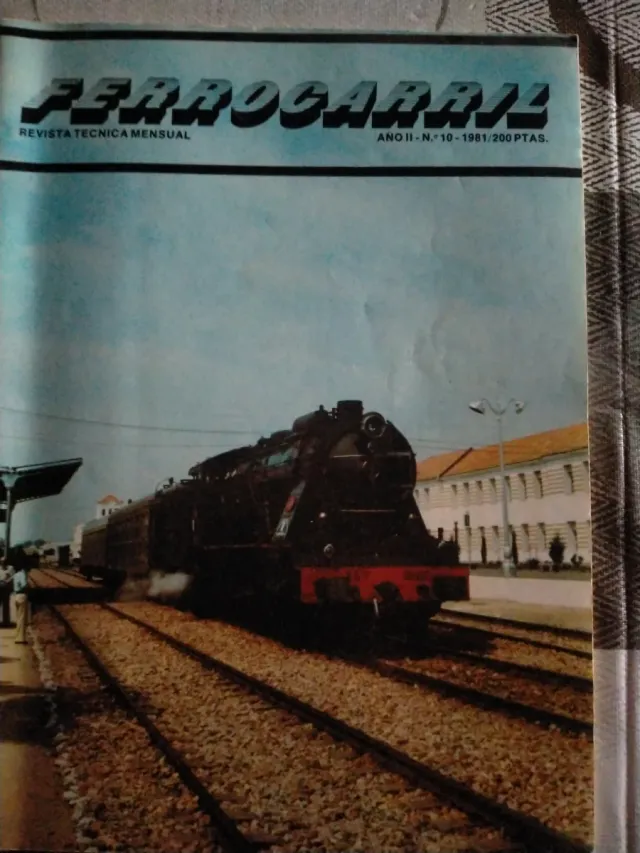 FERROCARRIL
REVISTA TECNICA MENSUAL
AÑO II - N.º 10 - 1981/200 PTAS.